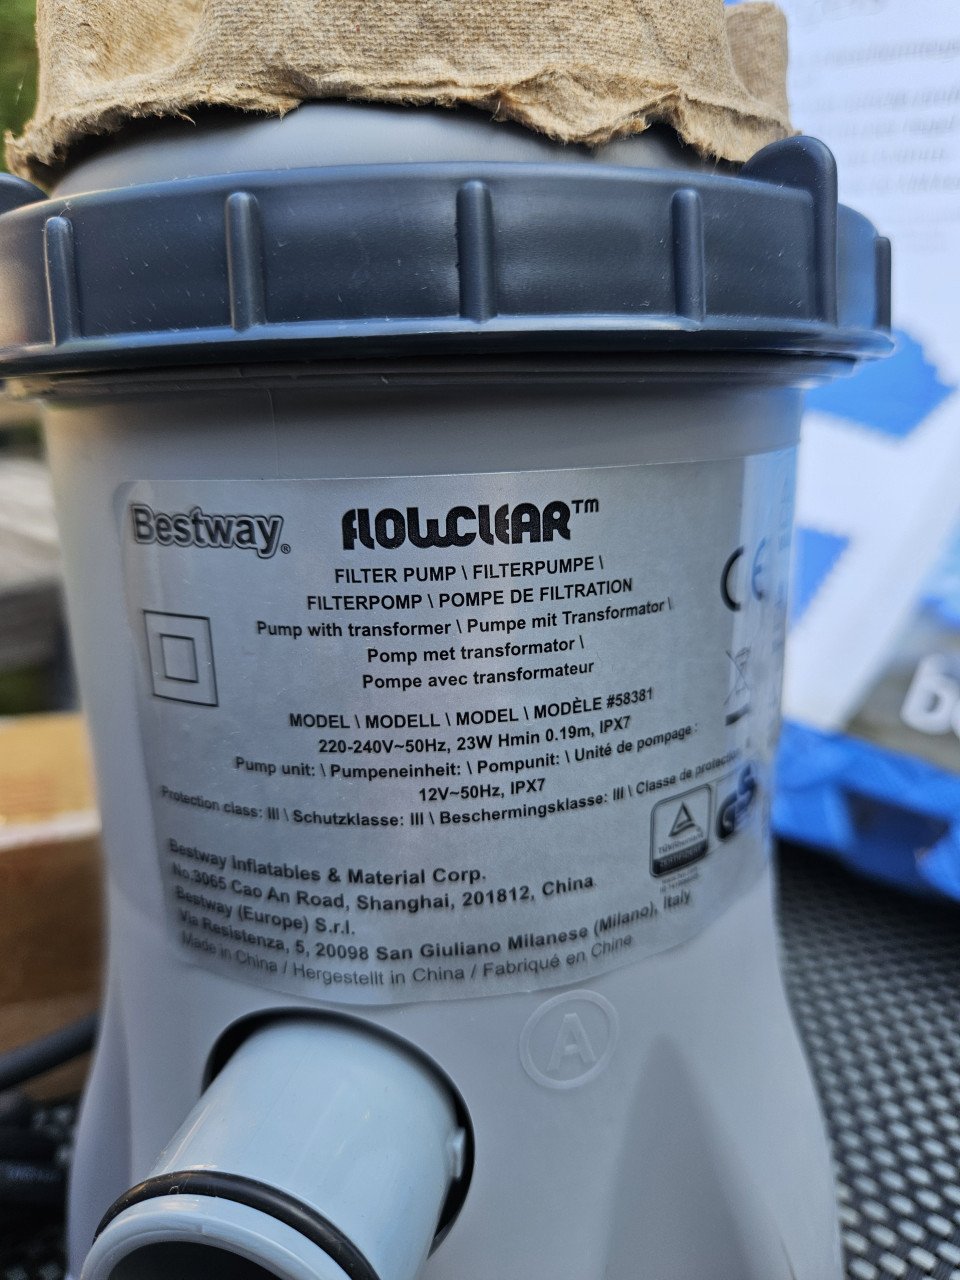 Bestway®
FLOWCLEAR™
FILTER PUMP \ FILTERPUMPE \
FILTERPOMP \ POMPE DE FILTRATION
Pump with transformer \ Pumpe mit Transformator \
Pomp met transformator \
Pompe avec transformateur
MODEL \ MODELL \ MODEL \ MODÈLE #58381
220-240V~50Hz, 23W Hmin 0.19m, IPX7
Pump unit: \ Pumpeneinheit: \ Pompunit: \ Unité de pompage :
12V~50Hz, IPX7
Protection class: III \ Schutzklasse: III \ Beschermingsklasse: III \ Classe de protection
CE
GS
TÜVRheinland
Bestway Inflatables & Material Corp.
No.3065 Cao An Road, Shanghai, 201812, China
Bestway (Europe) S.r.l.
Via Resistenza, 5, 20098 San Giuliano Milanese (Milano), Italy
Made in China / Hergestellt in China / Fabriqué en Chine
A